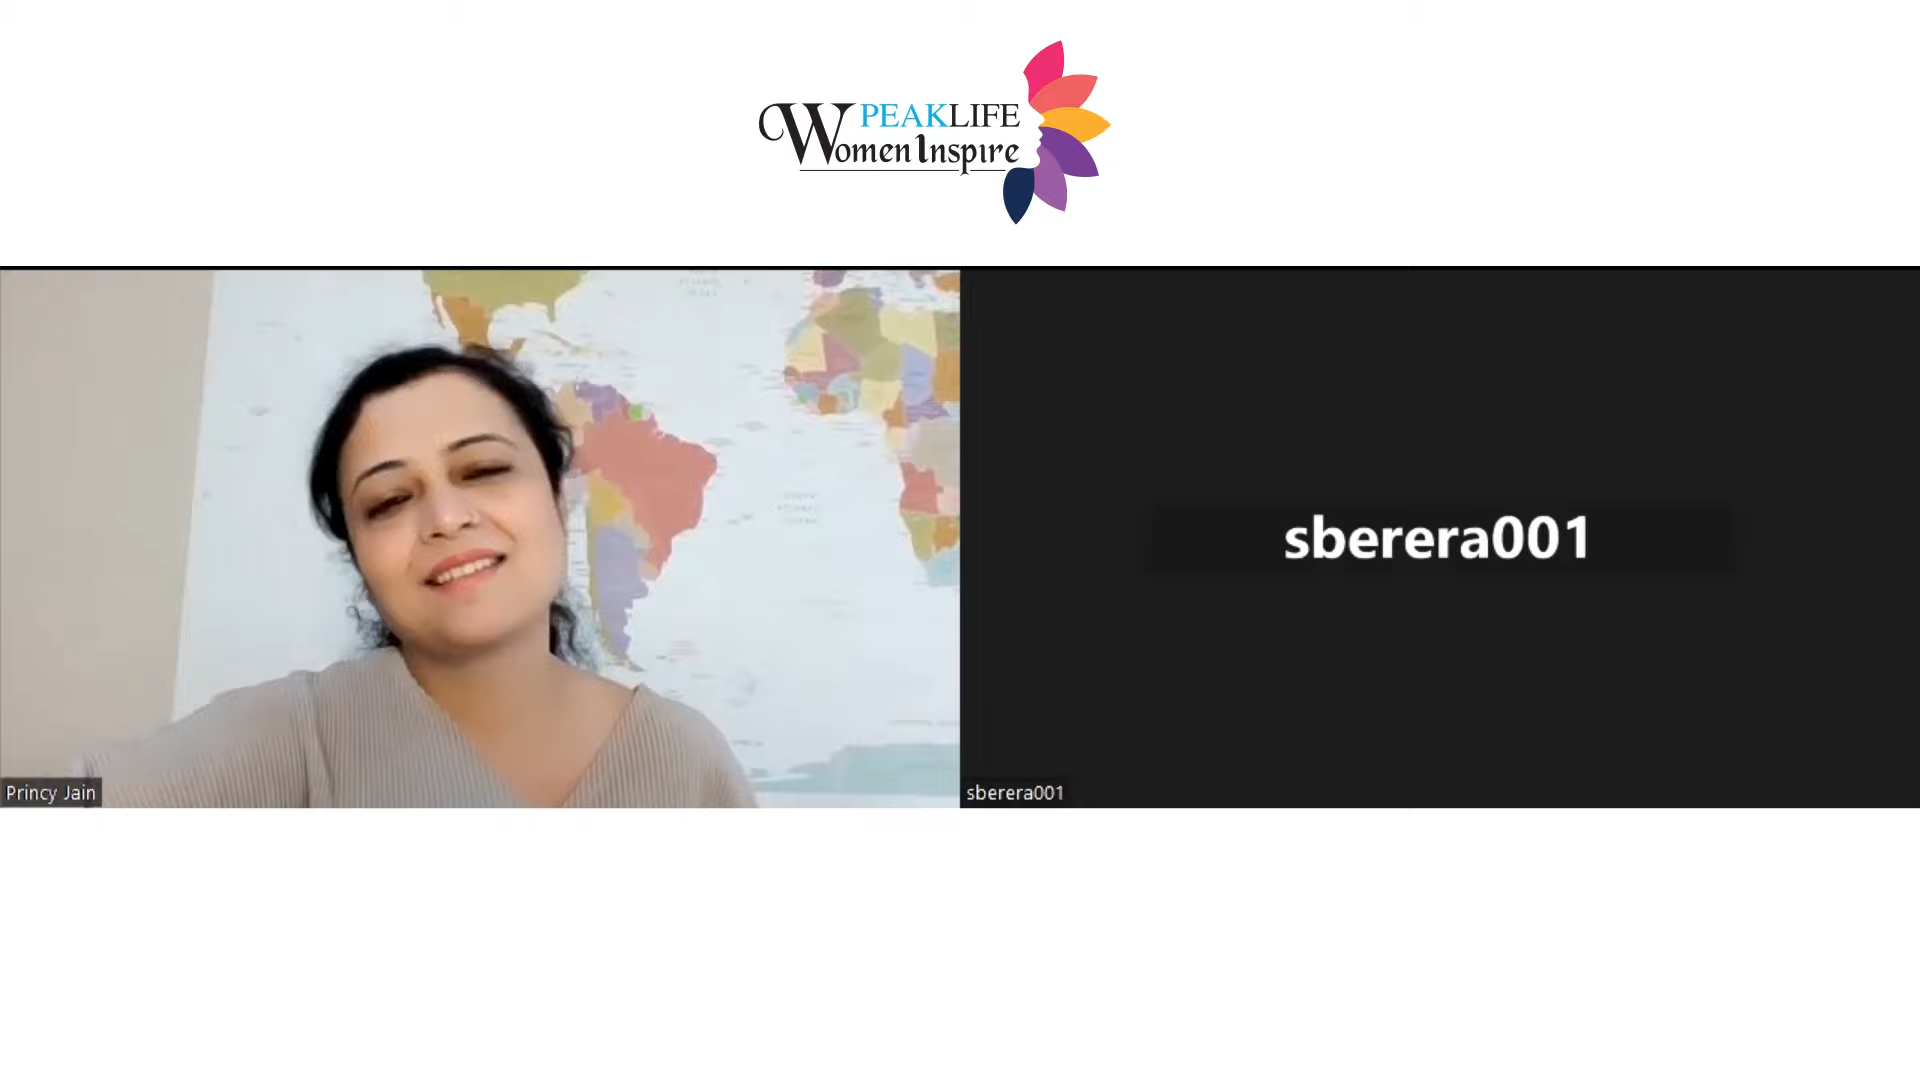 PEAKLIFE
Women Inspire
sberera001
Princy Jain
sberera001